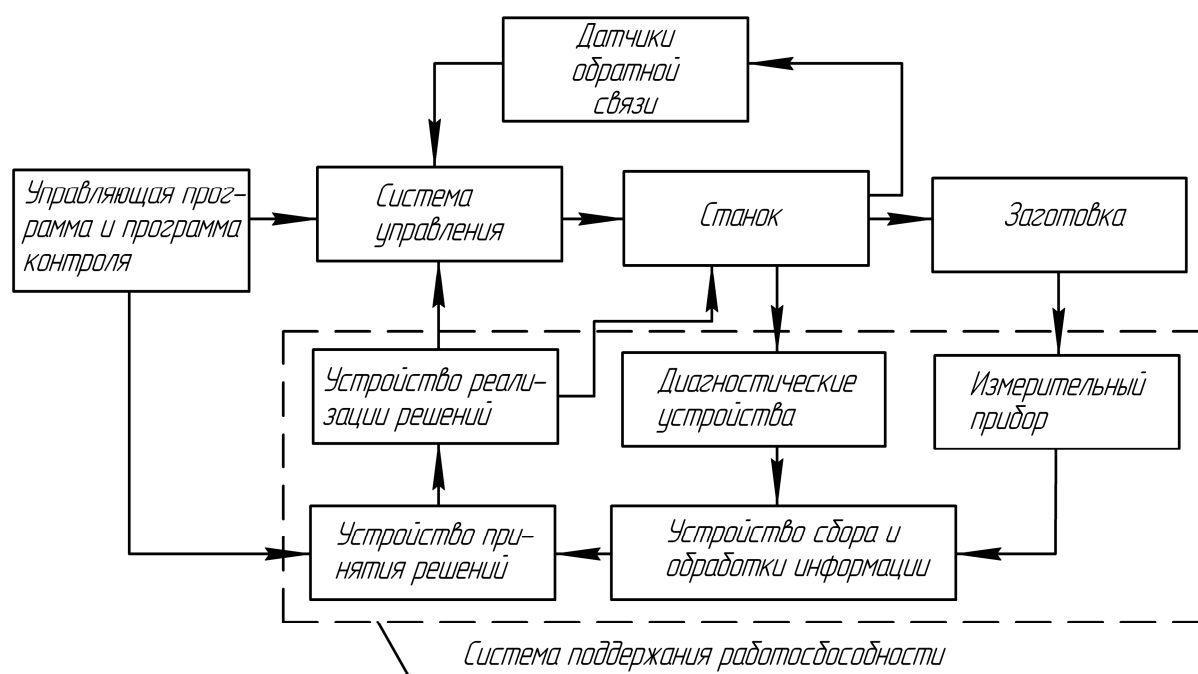 Датчики
обратной
связи
Управляющая прог-
рамма и программа
контроля
Система
управления
Станок
Заготовка
Устройство реали-
зации решений
Диагностические
устройства
Измерительный
прибор
Устройство при-
нятия решений
Устройство сбора и
обработки информации
Система поддержания работосбособности